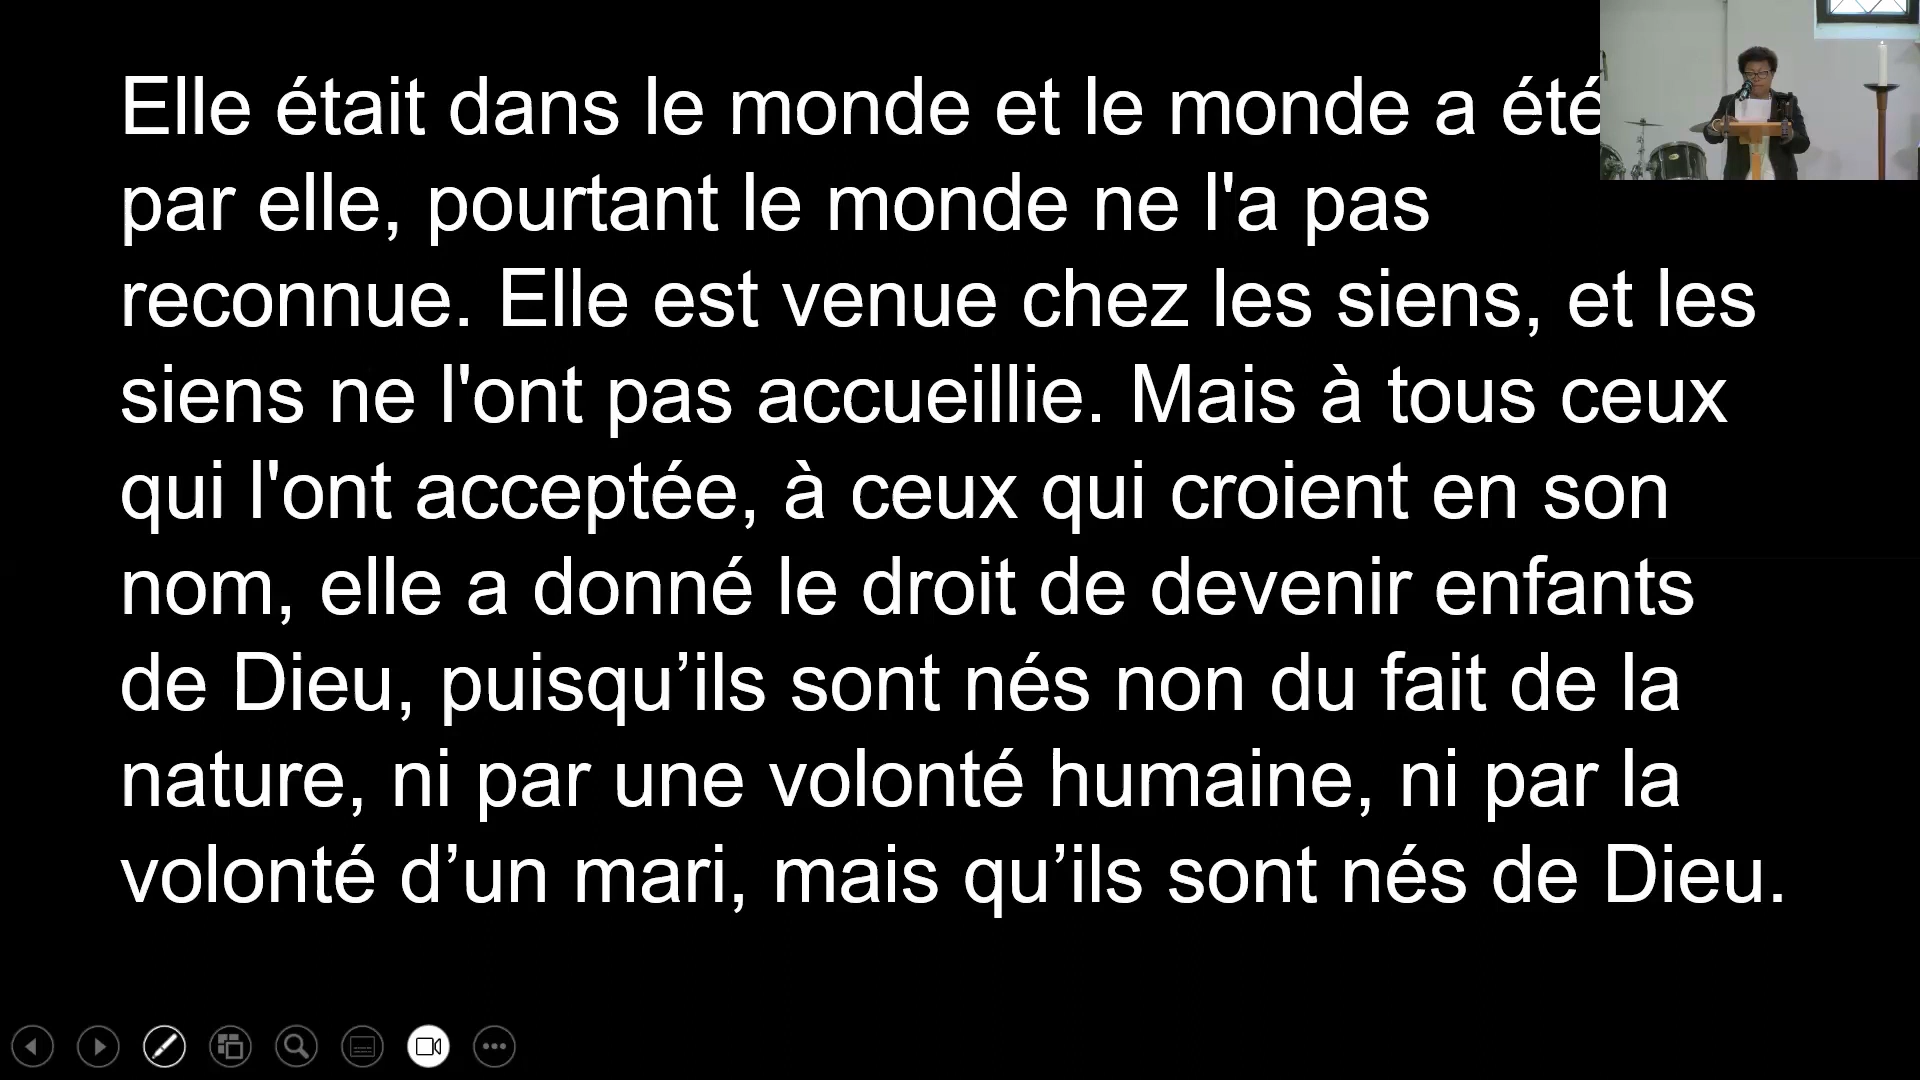 Elle était dans le monde et le monde a été
par elle, pourtant le monde ne l'a pas
reconnue. Elle est venue chez les siens, et les
siens ne l'ont pas accueillie. Mais à tous ceux
qui l'ont acceptée, à ceux qui croient en son
nom, elle a donné le droit de devenir enfants
de Dieu, puisqu’ils sont nés non du fait de la
nature, ni par une volonté humaine, ni par la
volonté d’un mari, mais qu’ils sont nés de Dieu.